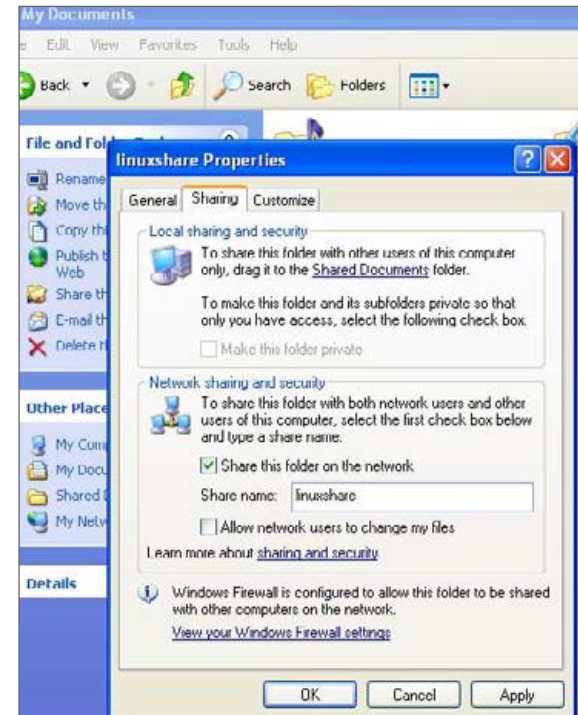 My Documents
Edit View Favorites Tools Help
Back Search Folders
File and Fol
linuxshare Properties
Rename
Move th
Copy thi
Publish t
Web
Share th
E-mail th
Delete t
Other Place
My Com
My Docu
Shared
My Netw
Details
General Sharing Customize
Local sharing and security
To share this folder with other users of this computer
only, drag it to the Shared Documents folder.
To make this folder and its subfolders private so that
only you have access, select the following check box.
Make this folder private
Network sharing and security
To share this folder with both network users and other
users of this computer, select the first check box below
and type a share name.
Share this folder on the network
Share name: linuxshare
Allow network users to change my files
Learn more about sharing and security.
Windows Firewall is configured to allow this folder to be shared
with other computers on the network.
View your Windows Firewall settings
OK Cancel Apply